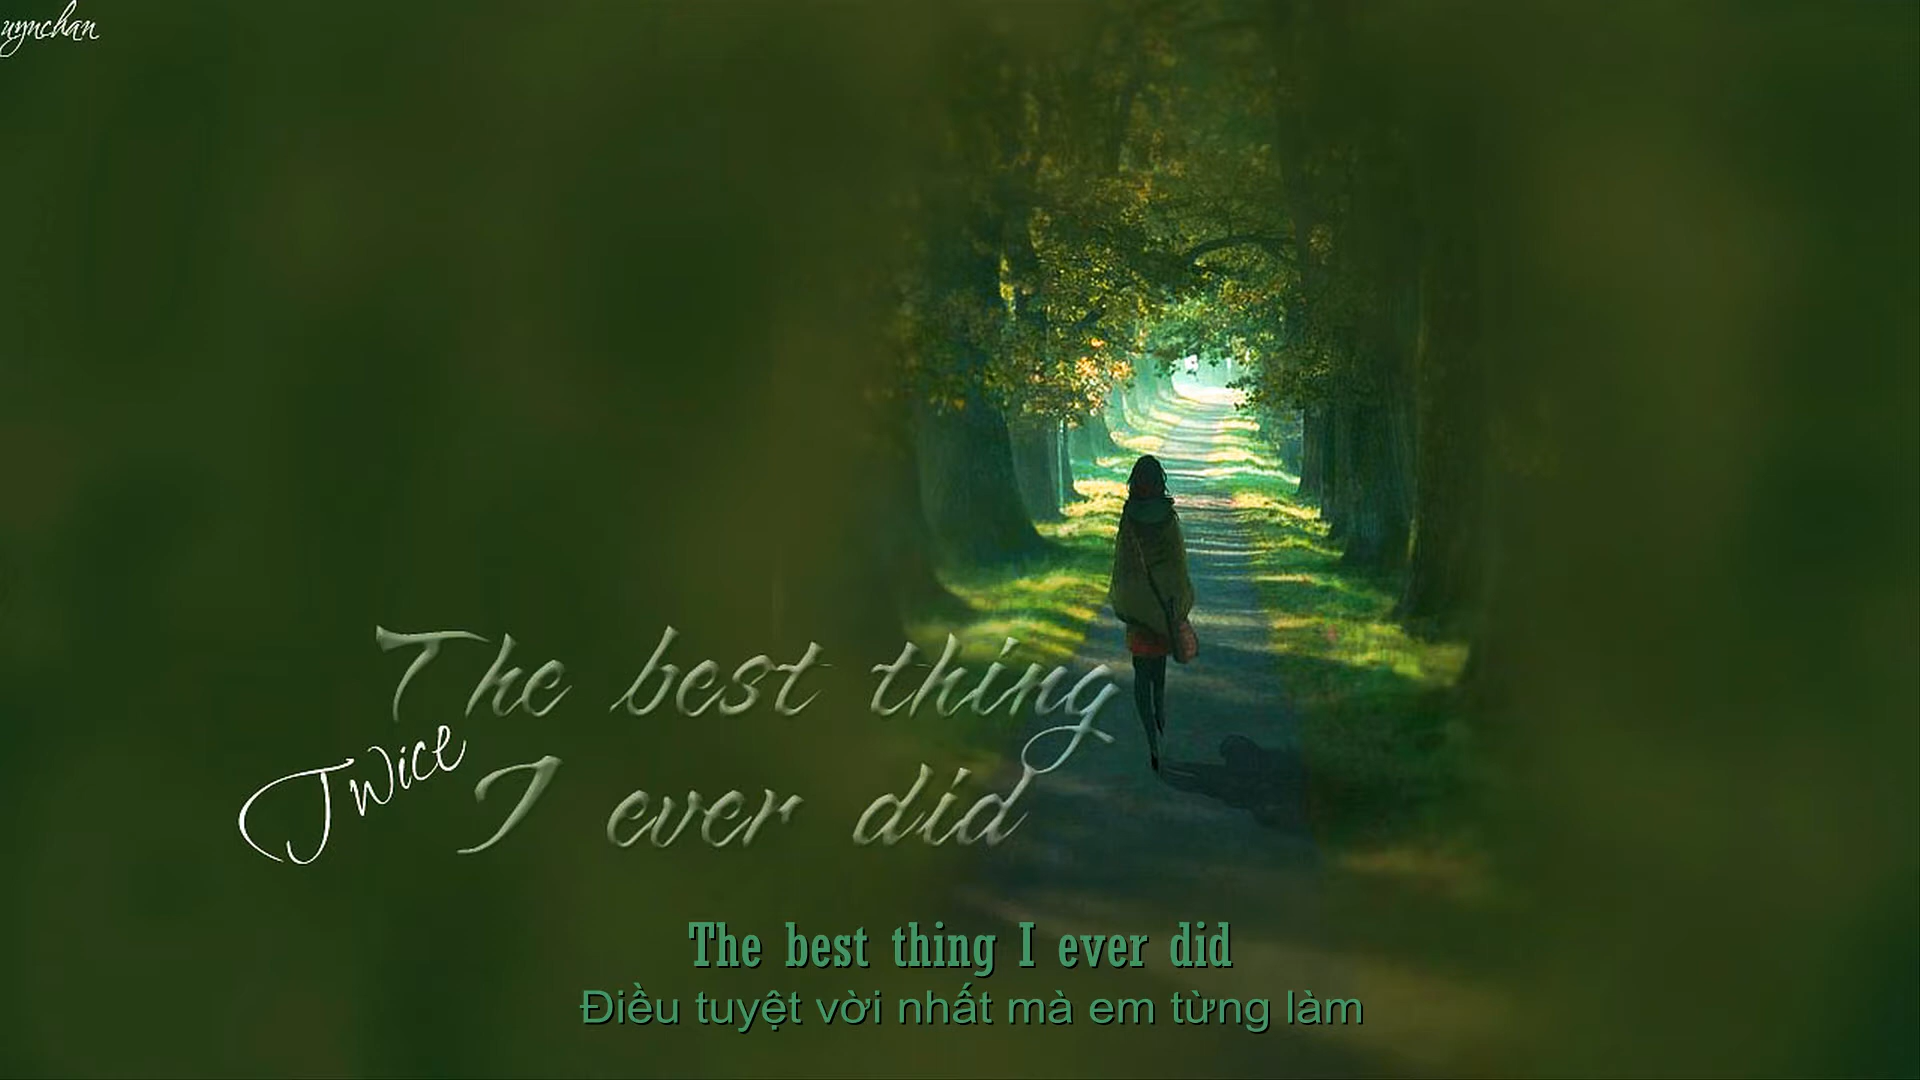 uynchan
The best thing
Twice
I ever did
The best thing I ever did
Điều tuyệt vời nhất mà em từng làm